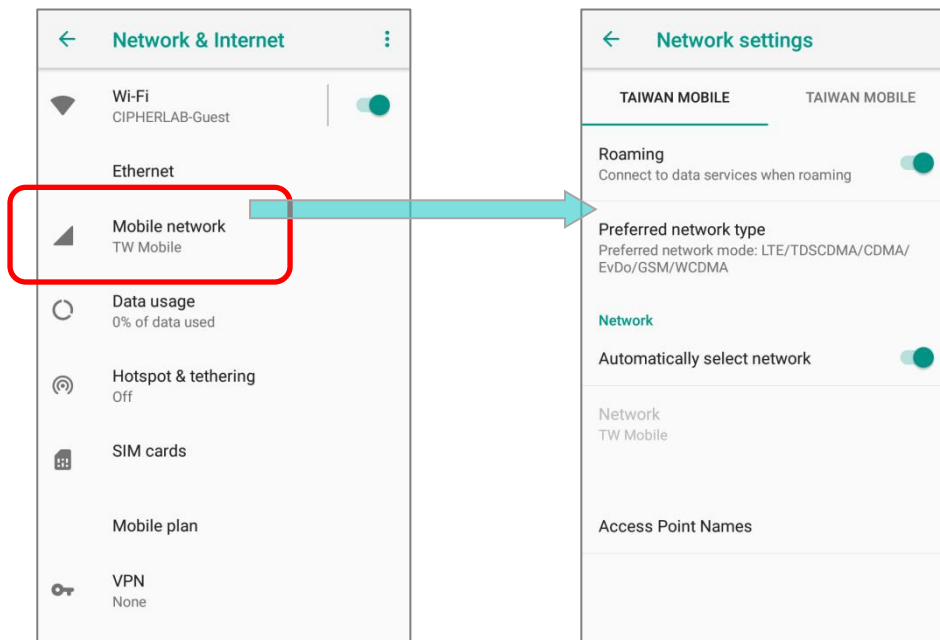 Network & Internet
Wi-Fi
CIPHERLAB-Guest
Ethernet
Mobile network
TW Mobile
Data usage
0% of data used
Hotspot & tethering
Off
SIM cards
Mobile plan
VPN
None
Network settings
TAIWAN MOBILE
TAIWAN MOBILE
Roaming
Connect to data services when roaming
Preferred network type
Preferred network mode: LTE/TDSCDMA/CDMA/
EvDo/GSM/WCDMA
Network
Automatically select network
Network
TW Mobile
Access Point Names